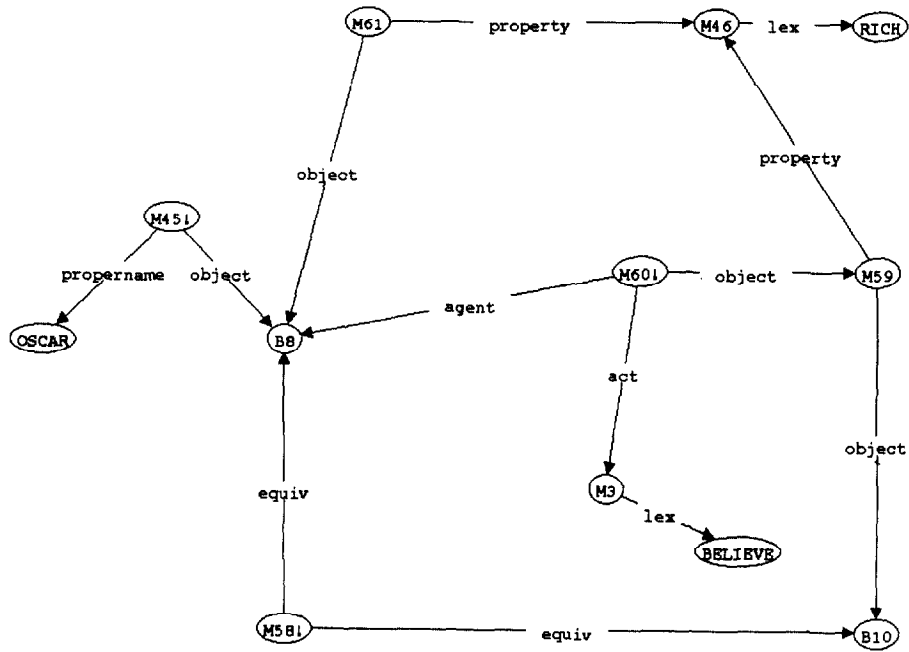 M61 property M46 lex RICH
property
object
M45! 
propername object
M60! object M59
agent
OSCAR B8
act
object
M3
equiv
lex
BELIEVE
M58! equiv B10